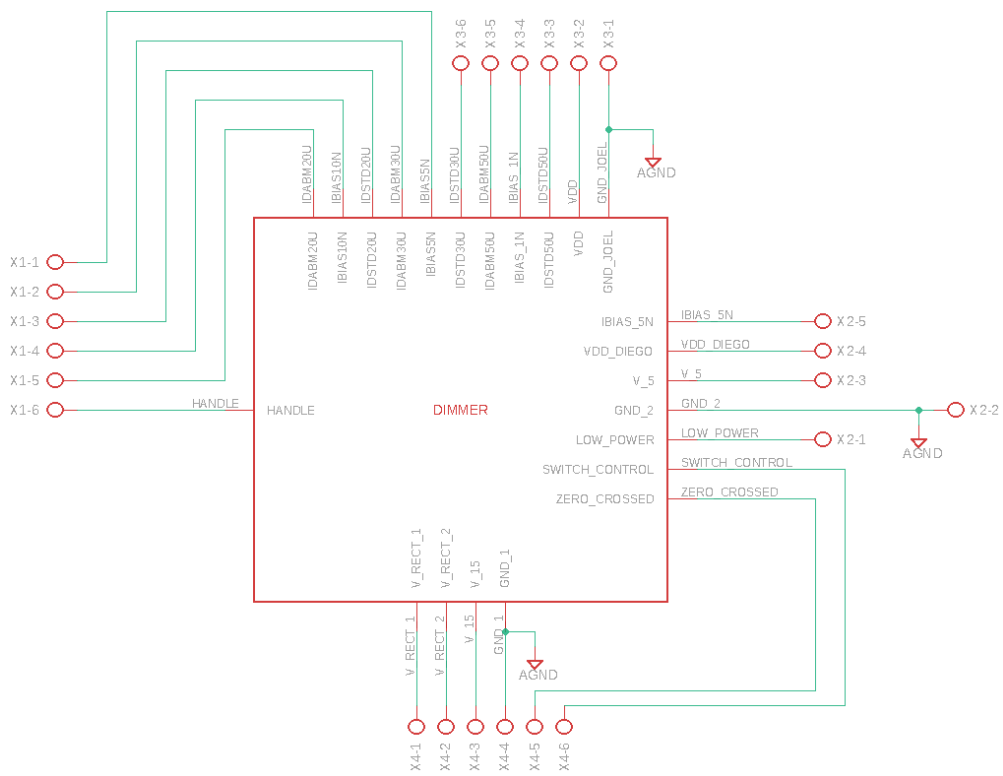 X3-6
X3-5
X3-4
X3-3
X3-2
X3-1
AGND
IDABM20U
IBIAS10N
IDSTD20U
IDABM30U
IBIAS5N
IDSTD30U
IDABM50U
IBIAS_1N
IDSTD50U
VDD
GND_JOEL
IDABM20U
IBIAS10N
IDSTD20U
IDABM30U
IBIAS5N
IDSTD30U
IDABM50U
IBIAS_1N
IDSTD50U
VDD
GND_JOEL
X1-1
X1-2
X1-3
X1-4
X1-5
X1-6
HANDLE
HANDLE
DIMMER
IBIAS_5N
IBIAS_5N
X2-5
VDD_DIEGO
VDD_DIEGO
X2-4
V_5
V_5
X2-3
GND_2
GND_2
X2-2
AGND
LOW_POWER
LOW_POWER
X2-1
SWITCH_CONTROL
SWITCH_CONTROL
ZERO_CROSSED
ZERO_CROSSED
V_RECT_1
V_RECT_2
V_15
GND_1
V_RECT_1
V_RECT_2
V_15
GND_1
AGND
X4-1
X4-2
X4-3
X4-4
X4-5
X4-6